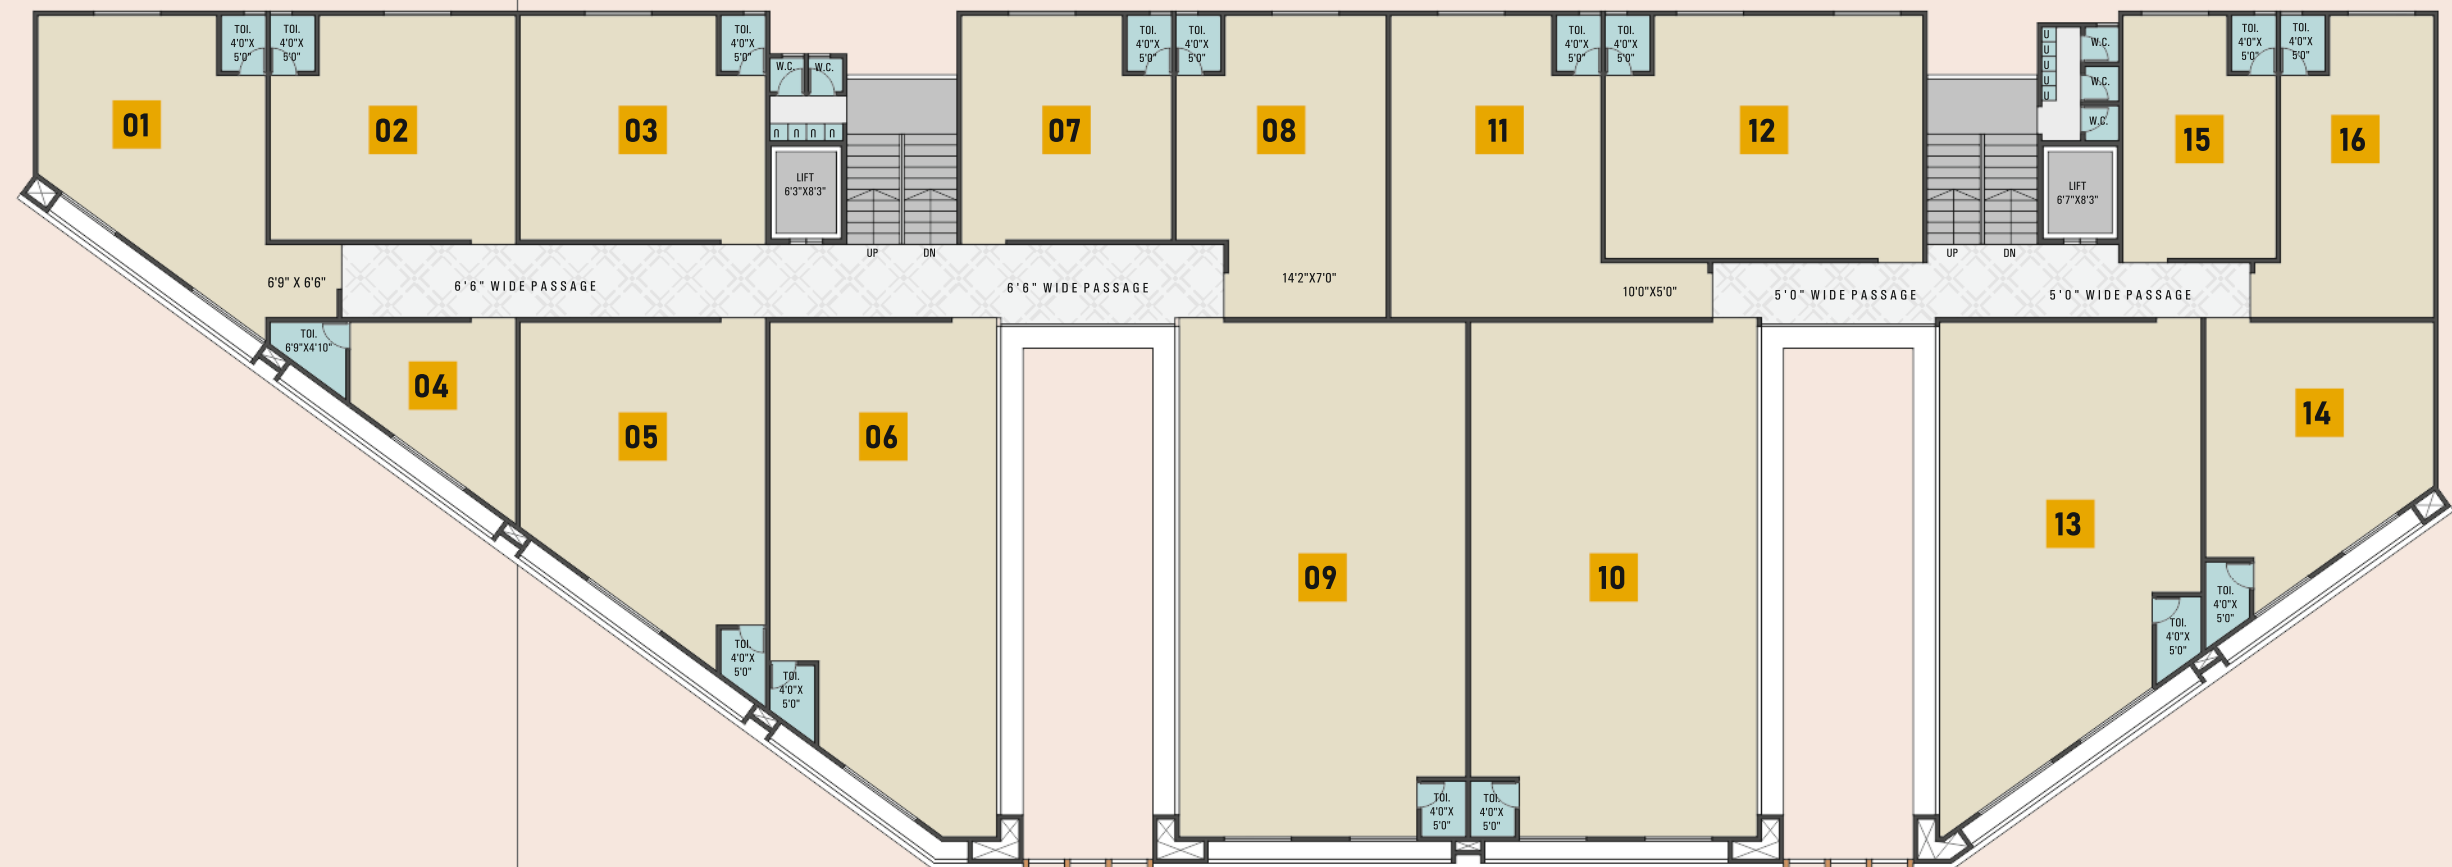 TOI.
4'0"X
5'0"
TOI.
4'0"X
5'0"
TOI.
4'0"X
5'0"
TOI.
4'0"X
5'0"
TOI.
4'0"X
5'0"
TOI.
4'0"X
5'0"
TOI.
4'0"X
5'0"
TOI.
4'0"X
5'0"
TOI.
4'0"X
5'0"
W.C.
W.C.
W.C.
W.C.
W.C.
01
02
03
07
08
11
12
15
16
LIFT
6'3"X8'3"
LIFT
6'7"X8'3"
UP
DN
UP
DN
6'9" X 6'6"
6'6" WIDE PASSAGE
6'6" WIDE PASSAGE
14'2"X7'0"
10'0"X5'0"
5'0" WIDE PASSAGE
5'0" WIDE PASSAGE
TOI.
6'9"X4'10"
04
05
06
09
10
13
14
TOI.
4'0"X
5'0"
TOI.
4'0"X
5'0"
TOI.
4'0"X
5'0"
TOI.
4'0"X
5'0"
TOI.
4'0"X
5'0"
TOI.
4'0"X
5'0"